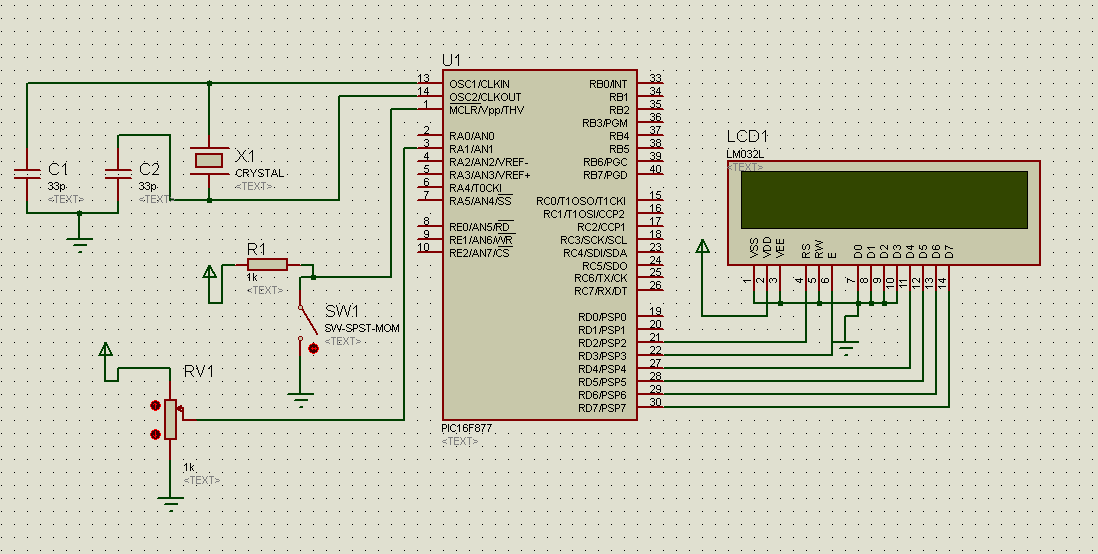 U1
13
OSC1/CLKIN
14
OSC2/CLKOUT
1
MCLR/Vpp/THV
2
RA0/AN0
3
RA1/AN1
4
RA2/AN2/VREF-
5
RA3/AN3/VREF+
6
RA4/T0CKI
7
RA5/AN4/SS
8
RE0/AN5/RD
9
RE1/AN6/WR
10
RE2/AN7/CS
RB0/INT
33
RB1
34
RB2
35
RB3/PGM
36
RB4
37
RB5
38
RB6/PGC
39
RB7/PGD
40
RC0/T1OSO/T1CKI
15
RC1/T1OSI/CCP2
16
RC2/CCP1
17
RC3/SCK/SCL
18
RC4/SDI/SDA
23
RC5/SDO
24
RC6/TX/CK
25
RC7/RX/DT
26
RD0/PSP0
19
RD1/PSP1
20
RD2/PSP2
21
RD3/PSP3
22
RD4/PSP4
27
RD5/PSP5
28
RD6/PSP6
29
RD7/PSP7
30
PIC16F877
<TEXT>
C1
33p
<TEXT>
C2
33p
<TEXT>
X1
CRYSTAL
<TEXT>
R1
1k
<TEXT>
SW1
SW-SPST-MOM
<TEXT>
RV1
1k
<TEXT>
LCD1
LM032L
<TEXT>
VSS
VDD
VEE
RS
RW
E
D0
D1
D2
D3
D4
D5
D6
D7
1
2
3
4
5
6
7
8
9
10
11
12
13
14